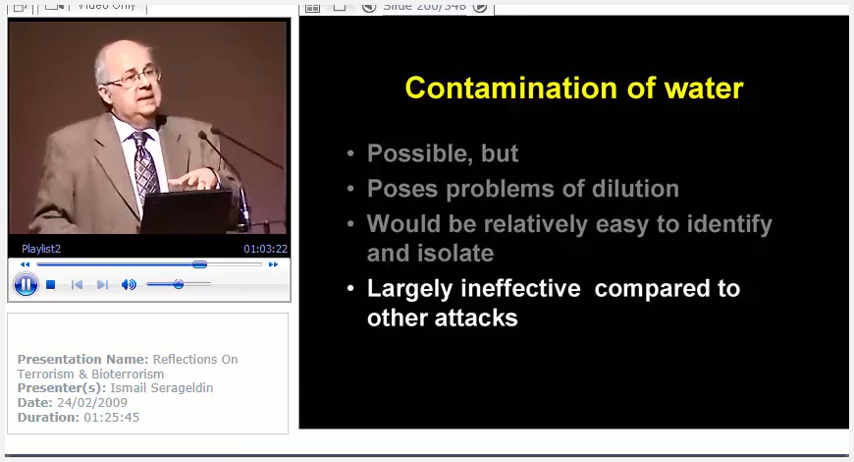 Video Only
Slide 200/348
Contamination of water
• Possible, but
• Poses problems of dilution
• Would be relatively easy to identify
and isolate
• Largely ineffective compared to
other attacks
Playlist2
01:03:22
Presentation Name: Reflections On
Terrorism & Bioterrorism
Presenter(s): Ismail Serageldin
Date: 24/02/2009
Duration: 01:25:45